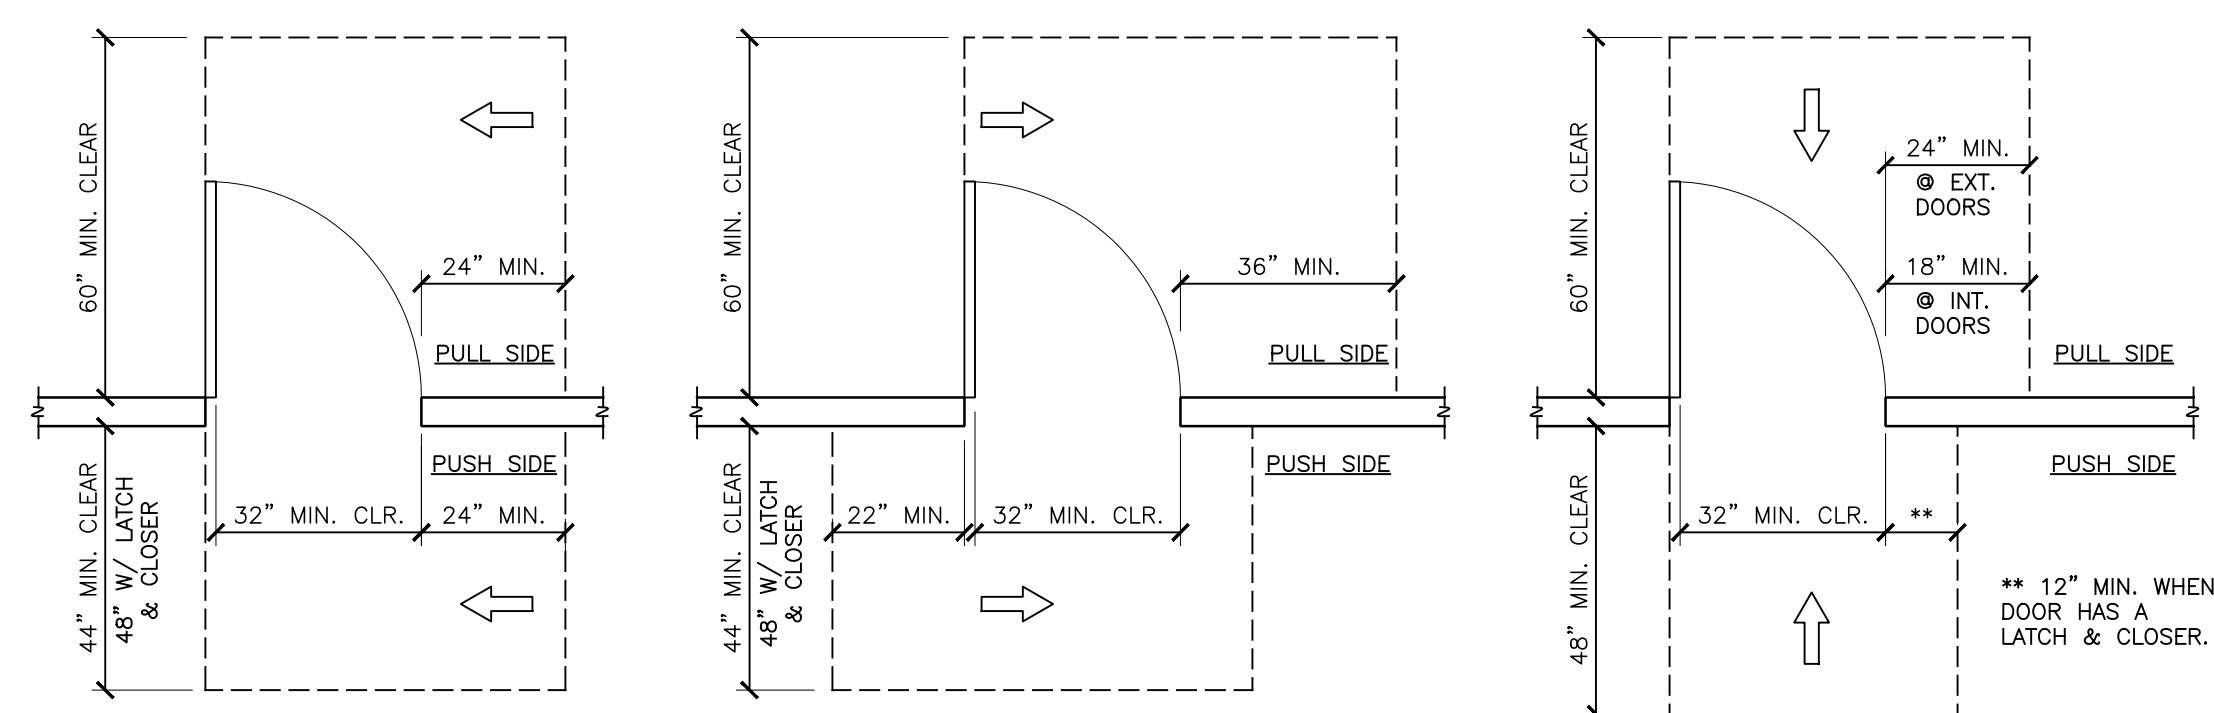 60” MIN. CLEAR
24” MIN.
PULL SIDE
PUSH SIDE
44” MIN. CLEAR
48” W/ LATCH
& CLOSER
32” MIN. CLR.
24” MIN.
60” MIN. CLEAR
36” MIN.
PULL SIDE
PUSH SIDE
44” MIN. CLEAR
48” W/ LATCH
& CLOSER
22” MIN.
32” MIN. CLR.
60” MIN. CLEAR
24” MIN.
@ EXT.
DOORS
18” MIN.
@ INT.
DOORS
PULL SIDE
PUSH SIDE
48” MIN. CLEAR
32” MIN. CLR.
**
** 12” MIN. WHEN
DOOR HAS A
LATCH & CLOSER.